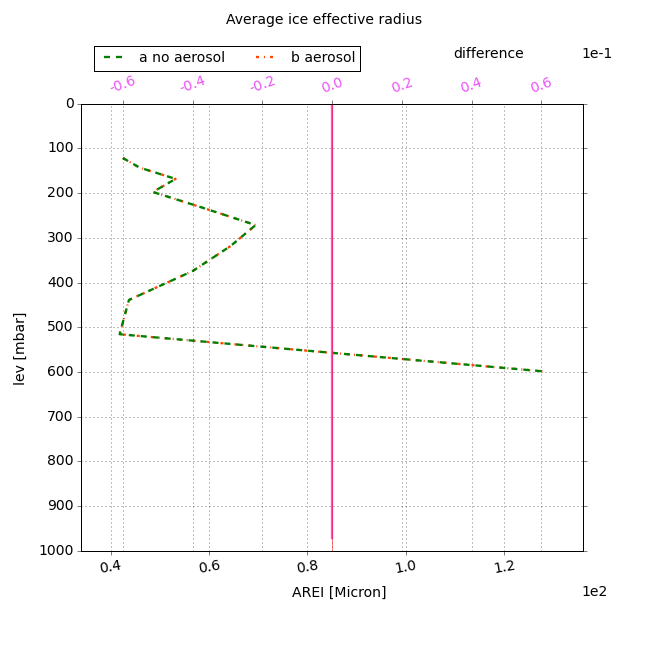 Average ice effective radius
a no aerosol b aerosol difference 1e-1
-0.6 -0.4 -0.2 0.0 0.2 0.4 0.6
0
100
200
300
400
500
600
700
800
900
1000
lev [mbar]
0.4 0.6 0.8 1.0 1.2
AREI [Micron] 1e2